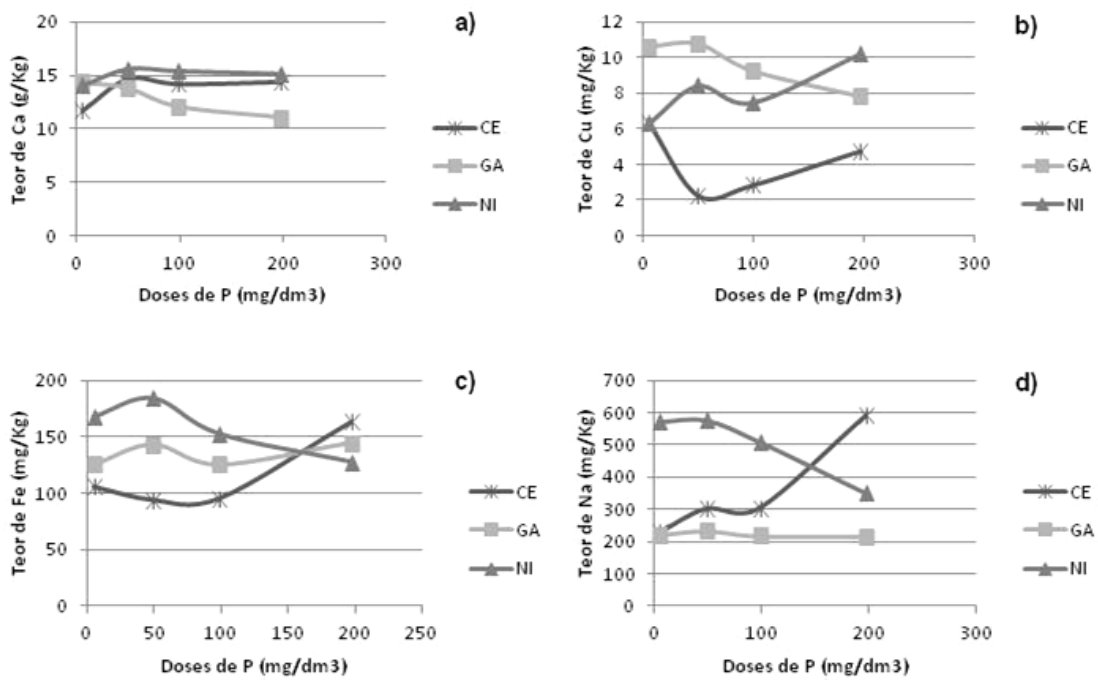 a)
Teor de Ca (g/Kg)
20
15
10
5
0
0 100 200 300
Doses de P (mg/dm3)
CE
GA
NI
b)
Teor de Cu (mg/Kg)
12
10
8
6
4
2
0
0 100 200 300
Doses de P (mg/dm3)
CE
GA
NI
c)
Teor de Fe (mg/Kg)
200
150
100
50
0
0 50 100 150 200 250
Doses de P (mg/dm3)
CE
GA
NI
d)
Teor de Na (mg/Kg)
700
600
500
400
300
200
100
0
0 100 200 300
Doses de P (mg/dm3)
CE
GA
NI